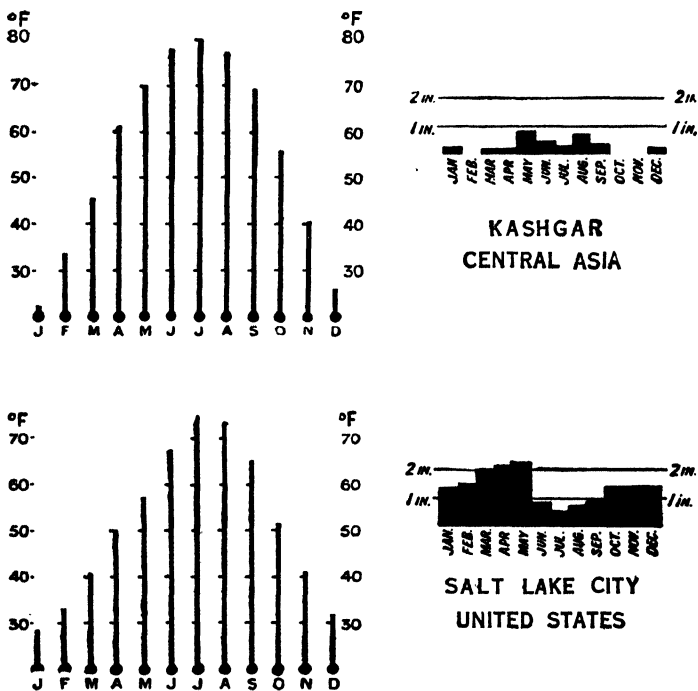 °F °F
80 80
70- 70
60- 60
50- 50
40- 40
30- 30
J F M A M J J A S O N D
2 IN. 2 IN.
1 IN. 1 IN.
JAN. FEB. MAR. APR. MAY JUN. JUL. AUG. SEP. OCT. NOV. DEC.
KASHGAR
CENTRAL ASIA
°F °F
70- 70
60- 60
50- 50
40- 40
30- 30
J F M A M J J A S O N D
2 IN. 2 IN.
1 IN. 1 IN.
JAN. FEB. MAR. APR. MAY JUN. JUL. AUG. SEP. OCT. NOV. DEC.
SALT LAKE CITY
UNITED STATES